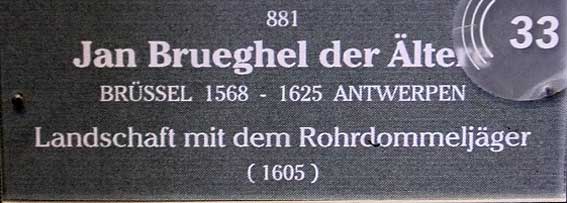 881
33
Jan Brueghel der Älte
BRÜSSEL 1568 - 1625 ANTWERPEN
Landschaft mit dem Rohrdommeljäger
( 1605 )